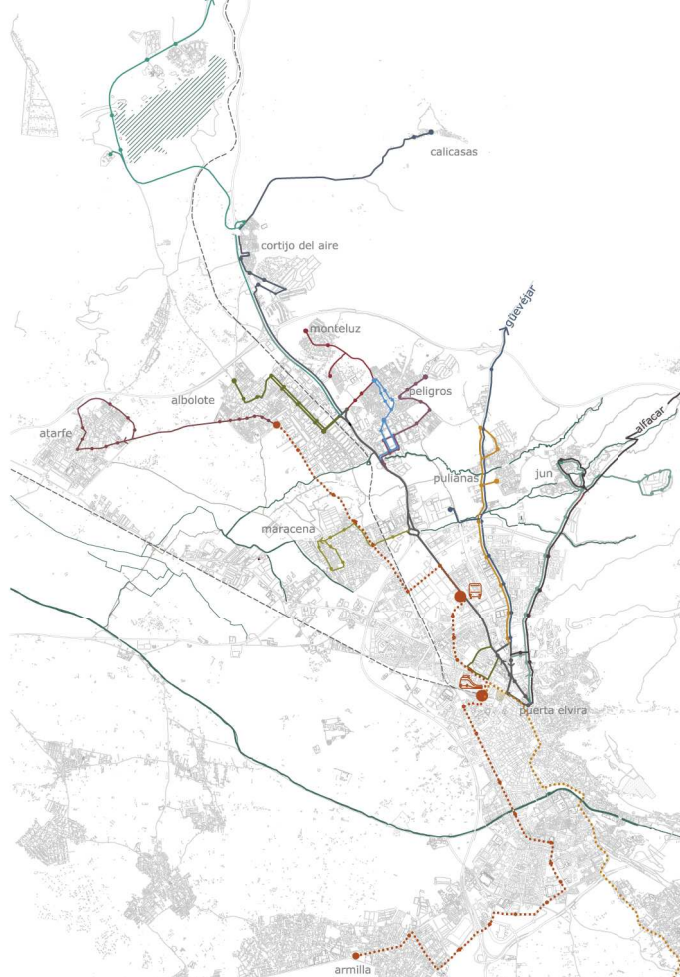 calicasas
cortijo del aire
güevéjar
monteluz
albolote
peligros
atarfe
alfacar
pulianas
jun
maracena
puerta elvira
armilla